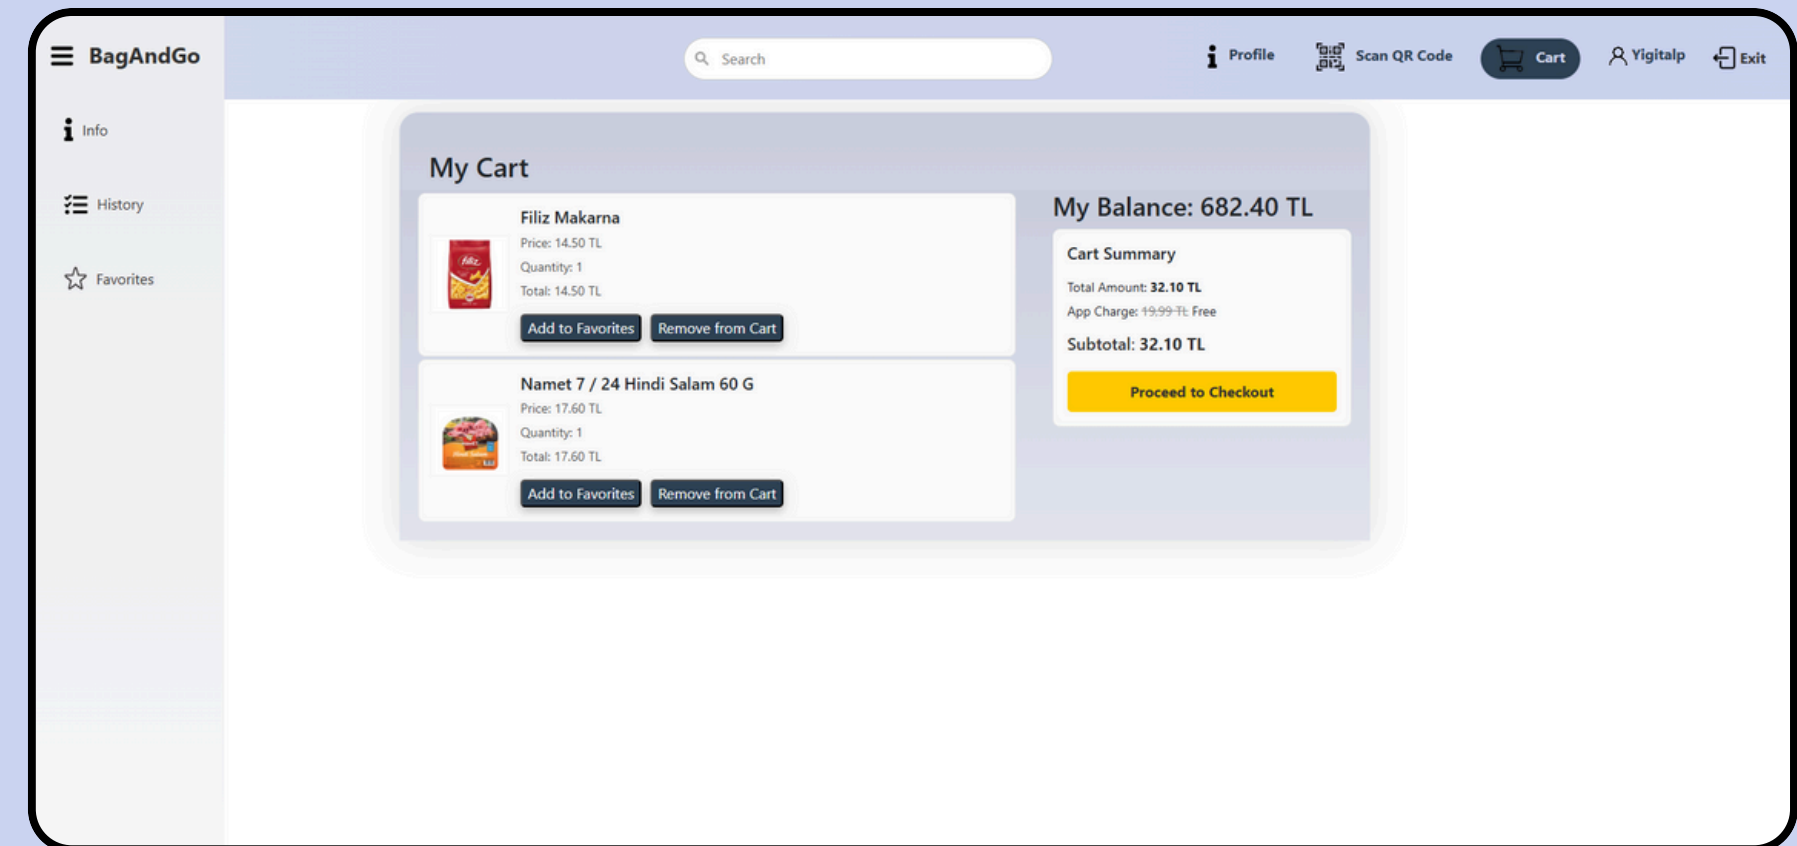 BagAndGo
Search
Profile
Scan QR Code
Cart
Yigitalp
Exit
Info
History
Favorites
My Cart
Filiz Makarna
Price: 14.50 TL
Quantity: 1
Total: 14.50 TL
Add to Favorites
Remove from Cart
Namet 7 / 24 Hindi Salam 60 G
Price: 17.60 TL
Quantity: 1
Total: 17.60 TL
Add to Favorites
Remove from Cart
My Balance: 682.40 TL
Cart Summary
Total Amount: 32.10 TL
App Charge: 19.99 TL Free
Subtotal: 32.10 TL
Proceed to Checkout
filiz